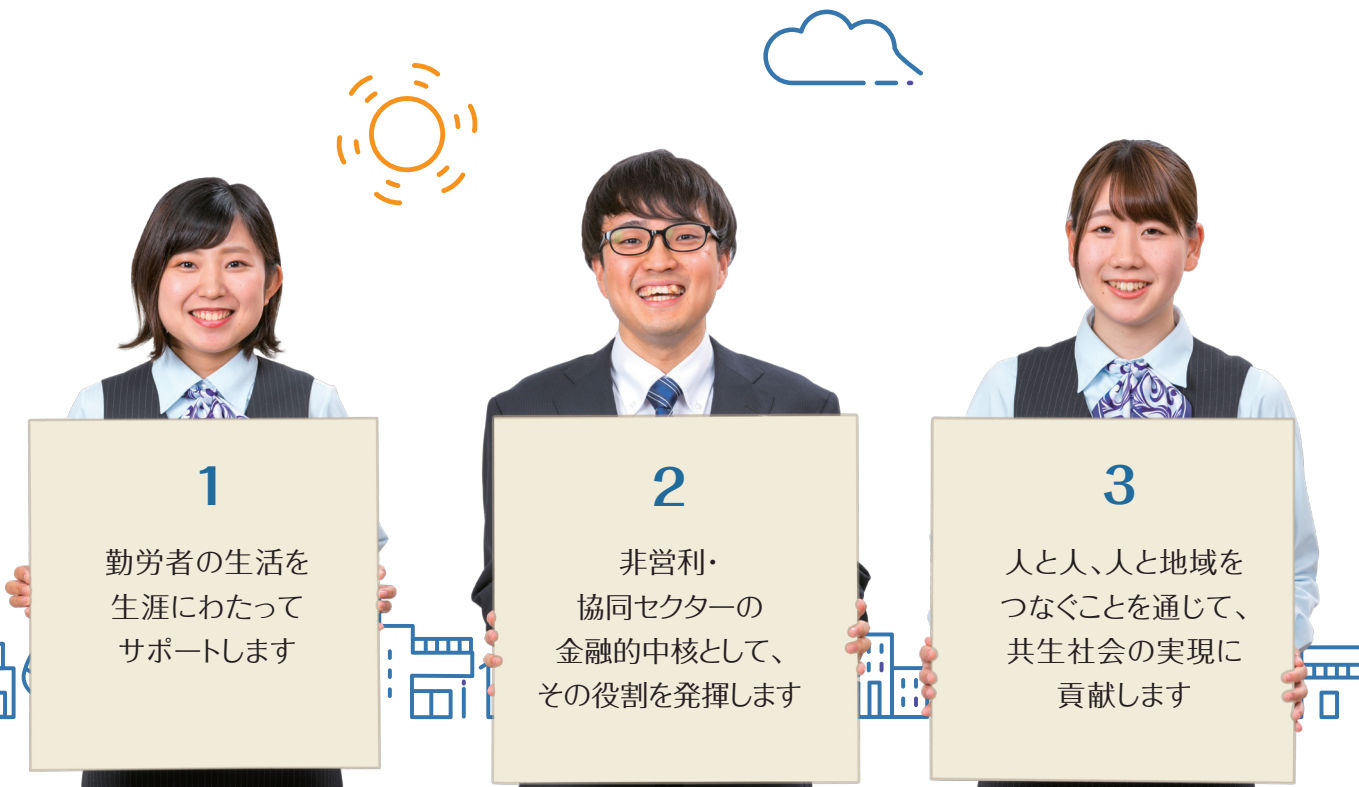 1
勤労者の生活を
生涯にわたって
サポートします
2
非営利・
協同セクターの
金融的中核として、
その役割を発揮します
3
人と人、人と地域を
つなぐことを通じて、
共生社会の実現に
貢献します